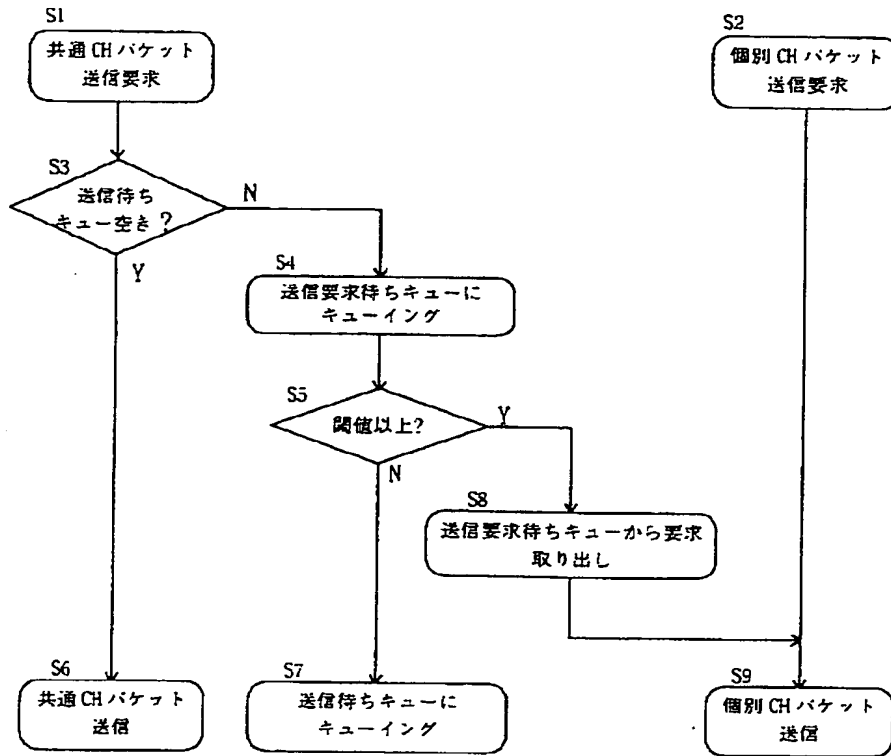 S1
共通CHパケット
送信要求
S2
個別CHパケット
送信要求
S3
送信待ち
キュー空き？
N
Y
S4
送信要求待ちキューに
キューイング
S5
閾値以上?
Y
N
S8
送信要求待ちキューから要求
取り出し
S6
共通CHパケット
送信
S7
送信待ちキューに
キューイング
S9
個別CHパケット
送信